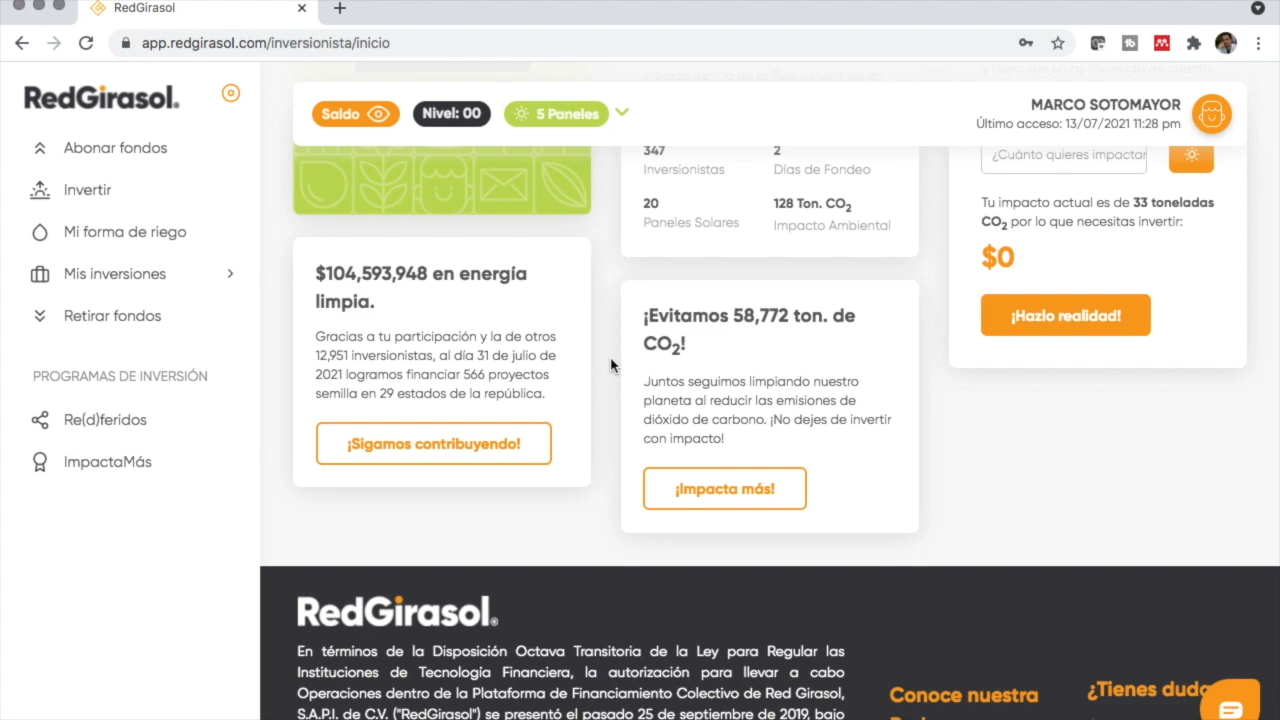 RedGirasol
app.redgirasol.com/inversionista/inicio
RedGirasol.
Abonar fondos
Invertir
Mi forma de riego
Mis inversiones
Retirar fondos
PROGRAMAS DE INVERSIÓN
Re(d)feridos
ImpactaMás
Saldo
Nivel: 00
5 Paneles
MARCO SOTOMAYOR
Último acceso: 13/07/2021 11:28 pm
$104,593,948 en energía
limpia.
Gracias a tu participación y la de otros
12,951 inversionistas, al día 31 de julio de
2021 logramos financiar 566 proyectos
semilla en 29 estados de la república.
¡Sigamos contribuyendo!
347
Inversionistas
2
Días de Fondeo
20
Paneles Solares
128 Ton. CO2
Impacto Ambiental
¡Evitamos 58,772 ton. de
CO2!
Juntos seguimos limpiando nuestro
planeta al reducir las emisiones de
dióxido de carbono. ¡No dejes de invertir
con impacto!
¡Impacta más!
¿Cuánto quieres impactar
Tu impacto actual es de 33 toneladas
CO2 por lo que necesitas invertir:
$0
¡Hazlo realidad!
RedGirasol®
En términos de la Disposición Octava Transitoria de la Ley para Regular las
Instituciones de Tecnología Financiera, la autorización para llevar a cabo
Operaciones dentro de la Plataforma de Financiamiento Colectivo de Red Girasol,
S.A.P.I. de C.V. ("RedGirasol") se presentó el pasado 25 de septiembre de 2019, bajo
Conoce nuestra
¿Tienes duda